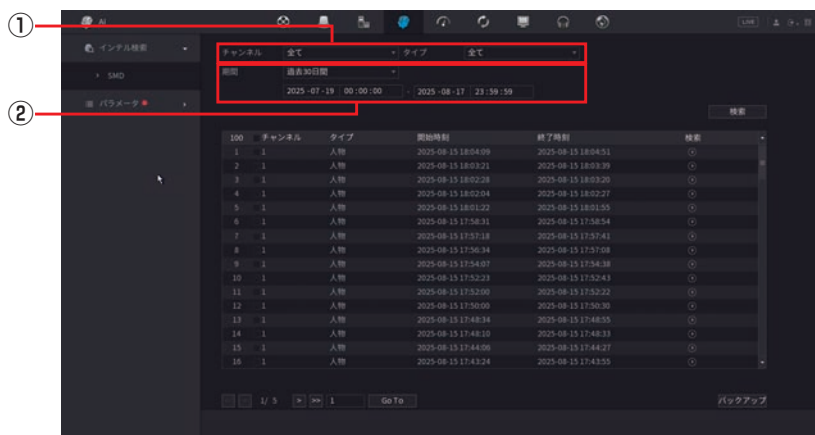 ①
②
AI
LIVE
インテル検索
SMD
パラメータ
チャンネル 全て タイプ 全て
期間 過去30日間
2025 -07 -19 00 : 00 : 00 - 2025 -08 -17 23 : 59 : 59
検索
100 チャンネル タイプ 開始時刻 終了時刻 検索
1 1 人物 2025-08-15 18:04:09 2025-08-15 18:04:51
2 1 人物 2025-08-15 18:03:21 2025-08-15 18:03:39
3 1 人物 2025-08-15 18:02:28 2025-08-15 18:03:20
4 1 人物 2025-08-15 18:02:04 2025-08-15 18:02:27
5 1 人物 2025-08-15 18:01:22 2025-08-15 18:01:55
6 1 人物 2025-08-15 17:58:31 2025-08-15 17:58:54
7 1 人物 2025-08-15 17:57:18 2025-08-15 17:57:41
8 1 人物 2025-08-15 17:56:34 2025-08-15 17:57:08
9 1 人物 2025-08-15 17:54:07 2025-08-15 17:54:38
10 1 人物 2025-08-15 17:52:23 2025-08-15 17:52:43
11 1 人物 2025-08-15 17:52:00 2025-08-15 17:52:22
12 1 人物 2025-08-15 17:50:00 2025-08-15 17:50:30
13 1 人物 2025-08-15 17:48:34 2025-08-15 17:48:55
14 1 人物 2025-08-15 17:48:10 2025-08-15 17:48:33
15 1 人物 2025-08-15 17:44:06 2025-08-15 17:44:27
16 1 人物 2025-08-15 17:43:24 2025-08-15 17:43:55
1/ 5 > >> 1 Go To
バックアップ